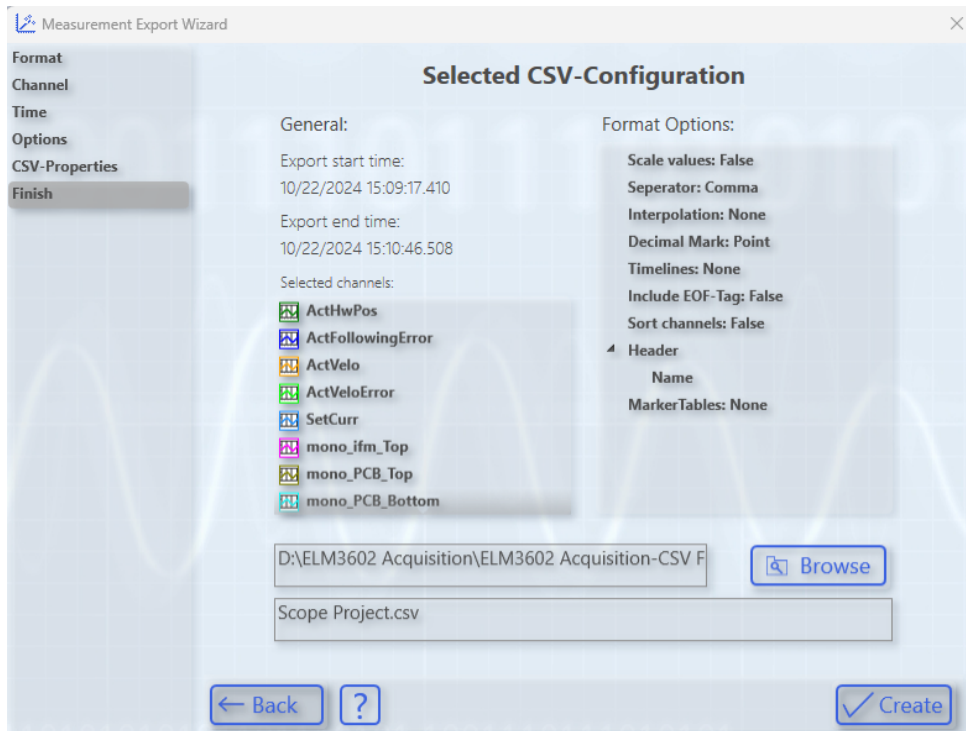 Measurement Export Wizard
Format
Channel
Time
Options
CSV-Properties
Finish
Selected CSV-Configuration
General:
Export start time:
10/22/2024 15:09:17.410
Export end time:
10/22/2024 15:10:46.508
Selected channels:
ActHwPos
ActFollowingError
ActVelo
ActVeloError
SetCurr
mono_ifm_Top
mono_PCB_Top
mono_PCB_Bottom
Format Options:
Scale values: False
Seperator: Comma
Interpolation: None
Decimal Mark: Point
Timelines: None
Include EOF-Tag: False
Sort channels: False
Header
Name
MarkerTables: None
D:\ELM3602 Acquisition\ELM3602 Acquisition-CSV F
Browse
Scope Project.csv
Back
?
Create